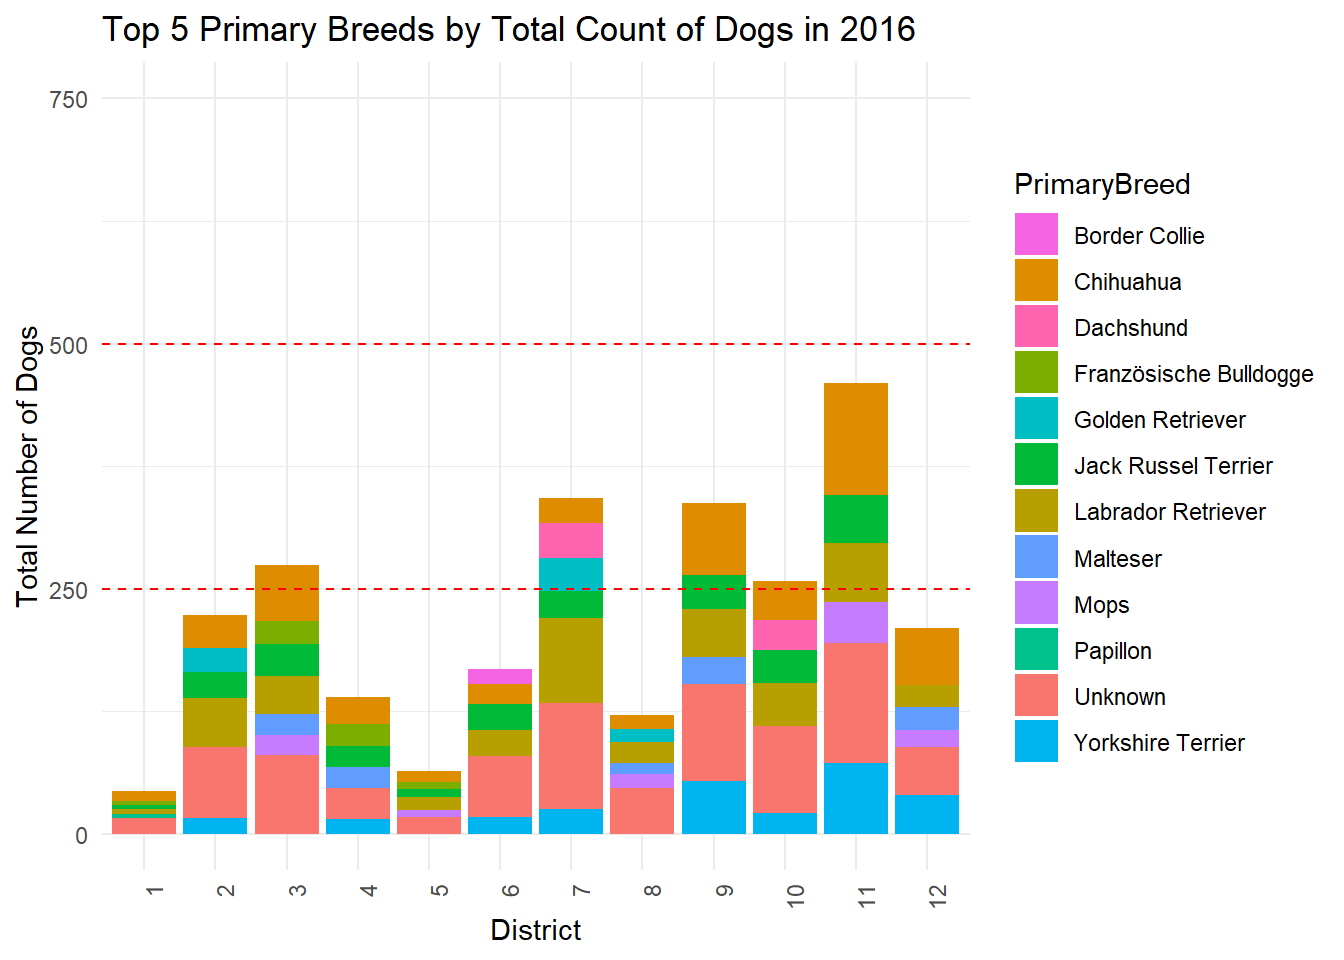 Top 5 Primary Breeds by Total Count of Dogs in 2016
Total Number of Dogs
750
500
250
0
1
2
3
4
5
6
7
8
9
10
11
12
District
PrimaryBreed
Border Collie
Chihuahua
Dachshund
Französische Bulldogge
Golden Retriever
Jack Russel Terrier
Labrador Retriever
Malteser
Mops
Papillon
Unknown
Yorkshire Terrier